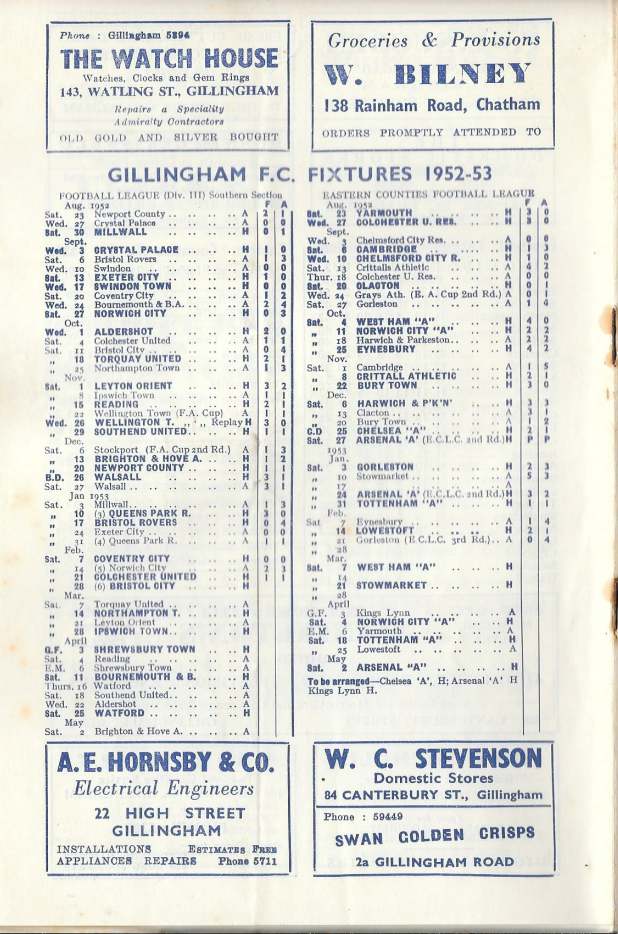 Phone : Gillingham 5894
THE WATCH HOUSE
Watches, Clocks and Gem Rings
143, WATLING ST., GILLINGHAM
Repairs a Speciality
Admiralty Contractors
OLD GOLD AND SILVER BOUGHT
Groceries & Provisions
W. BILNEY
138 Rainham Road, Chatham
ORDERS PROMPTLY ATTENDED TO
GILLINGHAM F.C. FIXTURES 1952-53
FOOTBALL LEAGUE (Div. III) Southern Section
Aug. 1952 F A
Sat. 23 Newport County .. .. .. A 2 1
Wed. 27 Crystal Palace .. .. .. A 0 0
Sat. 30 MILLWALL .. .. .. H 0 1
Sept.
Wed. 3 CRYSTAL PALACE .. .. .. H 1 0
Sat. 6 Bristol Rovers .. .. .. A 1 3
Wed. 10 Swindon .. .. .. A 0 0
Sat. 13 EXETER CITY .. .. .. H 1 0
Wed. 17 SWINDON TOWN .. .. .. H 0 0
Sat. 20 Coventry City .. .. .. A 1 2
Wed. 24 Bournemouth & B.A. .. .. .. A 2 4
Sat. 27 NORWICH CITY .. .. .. H 0 3
Oct.
Wed. 1 ALDERSHOT .. .. .. H 2 0
Sat. 4 Colchester United .. .. A 1 1
Sat. 11 Bristol City .. .. .. A 0 4
„ 18 TORQUAY UNITED .. .. .. H 2 1
„ 25 Northampton Town .. .. A 1 3
Nov.
Sat. 1 LEYTON ORIENT .. .. .. H 3 2
„ 8 Ipswich Town .. .. .. A 1 1
„ 15 READING .. .. .. H 2 1
„ 22 Wellington Town (F.A. Cup) A 1 1
Wed. 26 WELLINGTON T. .. „ Replay H 3 0
„ 29 SOUTHEND UNITED .. .. H 1 1
Dec.
Sat. 6 Stockport (F.A. Cup 2nd Rd.) A 1 3
„ 13 BRIGHTON & HOVE A. .. .. H 1 2
„ 20 NEWPORT COUNTY .. .. H 1 1
B.D. 26 WALSALL .. .. .. H 3 1
Sat. 27 Walsall .. .. .. A 3 1
Jan 1953
Sat. 3 Millwall .. .. .. A 1 3
„ 10 (3) QUEENS PARK R. .. .. H 3 0
„ 17 BRISTOL ROVERS .. .. H 0 4
„ 24 Exeter City .. .. .. A 0 0
„ 31 (4) Queens Park R. .. .. A 1 1
Feb.
Sat. 7 COVENTRY CITY .. .. H 0 0
„ 14 (5) Norwich City .. .. A 2 3
„ 21 COLCHESTER UNITED .. .. H 1 1
„ 28 (6) BRISTOL CITY .. .. H
Mar.
Sat. 7 Torquay United .. .. .. A
„ 14 NORTHAMPTON T. .. .. H
„ 21 Leyton Orient .. .. .. A
„ 28 IPSWICH TOWN .. .. .. H
April
G.F. 3 SHREWSBURY TOWN .. .. H
Sat. 4 Reading .. .. .. A
E.M. 6 Shrewsbury Town .. .. A
Sat. 11 BOURNEMOUTH & B. .. .. H
Thurs. 16 Watford .. .. .. A
Sat. 18 Southend United .. .. A
Wed. 22 Aldershot .. .. .. A
Sat. 25 WATFORD .. .. .. H
May
Sat. 2 Brighton & Hove A. .. .. A
EASTERN COUNTIES FOOTBALL LEAGUE
Aug. 1952 F A
Sat. 23 YARMOUTH .. .. .. H 3 0
Wed. 27 COLCHESTER U. RES. .. .. H 3 0
Sept.
Wed. 3 Chelmsford City Res. .. .. A 0 0
Sat. 6 CAMBRIDGE .. .. .. H 1 3
Wed. 10 CHELMSFORD CITY R. .. .. H 1 0
Sat. 13 Crittalls Athletic .. .. A 4 2
Thur. 18 Colchester U. Res. .. .. A 0 0
Sat. 20 CLACTON .. .. .. H 0 1
Wed. 24 Grays Ath. (E. A. Cup 2nd Rd.) A 0 1
Sat. 27 Gorleston .. .. .. A 1 4
Oct.
Sat. 4 WEST HAM "A" .. .. .. H 4 0
„ 11 NORWICH CITY "A" .. .. H 2 2
„ 18 Harwich & Parkeston .. .. A 2 2
„ 25 EYNESBURY .. .. .. H 4 2
Nov.
Sat. 1 Cambridge .. .. .. A 1 5
„ 8 CRITTALL ATHLETIC .. .. H 2 1
„ 22 BURY TOWN .. .. .. H 3 0
Dec.
Sat. 6 HARWICH & P'K'N' .. .. H 3 3
„ 13 Clacton .. .. .. A 3 1
„ 20 Bury Town .. .. .. A 1 2
C.D 25 CHELSEA "A" .. .. .. H 2 1
Sat. 27 ARSENAL 'A' (E.C.L.C. 2nd Rd.) H P P
1953
Jan.
Sat. 3 GORLESTON .. .. .. H 2 3
„ 10 Stowmarket .. .. .. A 5 3
„ 17 A
„ 24 ARSENAL 'A' (E.C.L.C. 2nd Rd.) H 3 2
„ 31 TOTTENHAM "A" .. .. H 1 1
Feb.
Sat 7 Eynesbury .. .. .. A 1 4
„ 14 LOWESTOFT .. .. .. H 2 1
„ 21 Gorleston (E.C.L.C. 3rd Rd.) .. A 0 4
„ 28
Mar.
Sat. 7 WEST HAM "A" .. .. .. H
„ 14
„ 21 STOWMARKET .. .. .. H
„ 28
April
G.F. 3 Kings Lynn .. .. .. A
Sat. 4 NORWICH CITY "A" .. .. H
E.M. 6 Yarmouth .. .. .. A
Sat. 18 TOTTENHAM "A" .. .. H
„ 25 Lowestoft .. .. .. A
May
Sat. 2 ARSENAL "A" .. .. .. H
To be arranged—Chelsea 'A', H; Arsenal 'A' H
Kings Lynn H.
A. E. HORNSBY & CO.
Electrical Engineers
22 HIGH STREET
GILLINGHAM
INSTALLATIONS ESTIMATES FREE
APPLIANCES REPAIRS Phone 5711
W. C. STEVENSON
Domestic Stores
84 CANTERBURY ST., Gillingham
Phone : 59449
SWAN GOLDEN CRISPS
2a GILLINGHAM ROAD